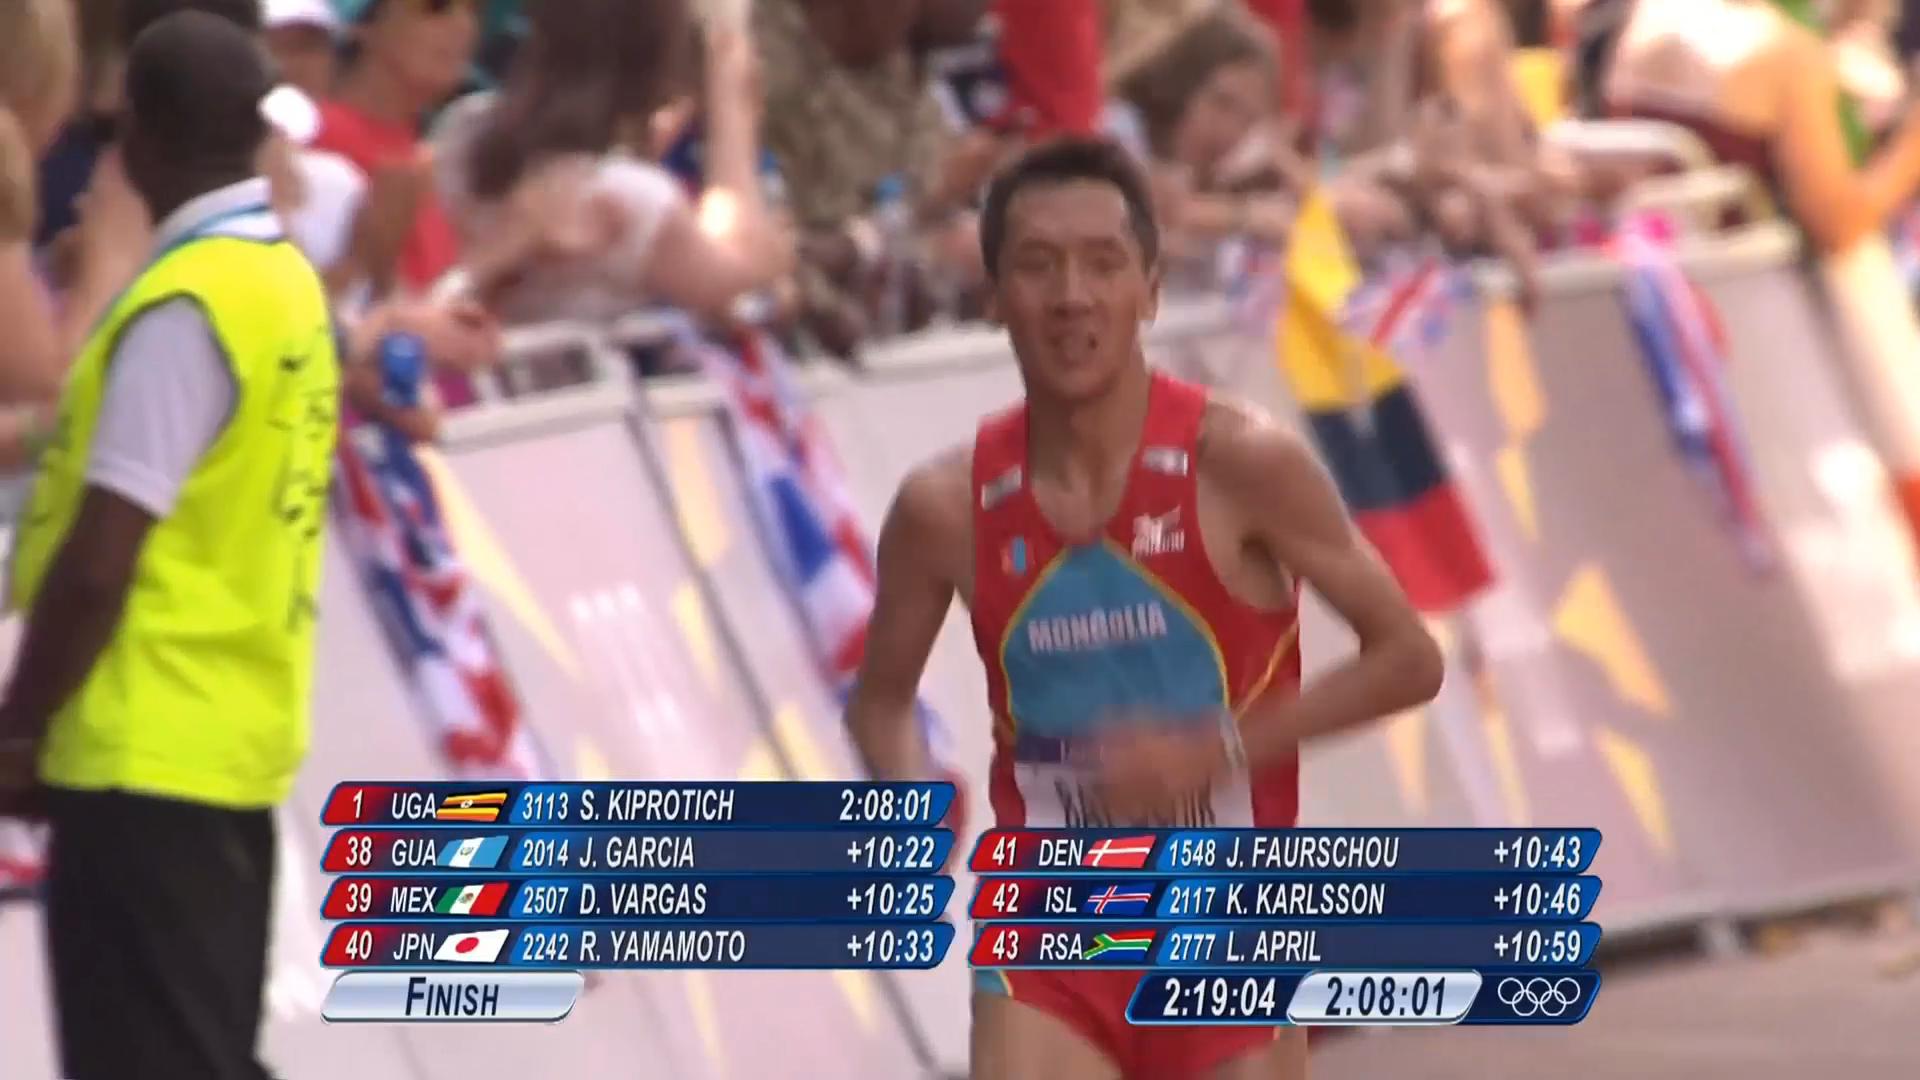 MONGOLIA
1 UGA 3113 S. KIPROTICH 2:08:01
38 GUA 2014 J. GARCIA +10:22
39 MEX 2507 D. VARGAS +10:25
40 JPN 2242 R. YAMAMOTO +10:33
41 DEN 1548 J. FAURSCHOU +10:43
42 ISL 2117 K. KARLSSON +10:46
43 RSA 2777 L. APRIL +10:59
FINISH
2:19:04 2:08:01